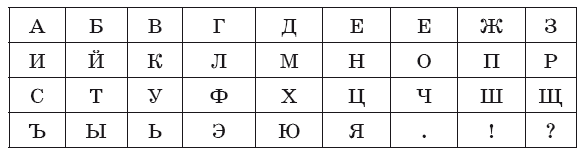 А Б В Г Д Е Е Ж З
И Й К Л М Н О П Р
С Т У Ф Х Ц Ч Ш Щ
Ъ Ы Ь Э Ю Я . ! ?